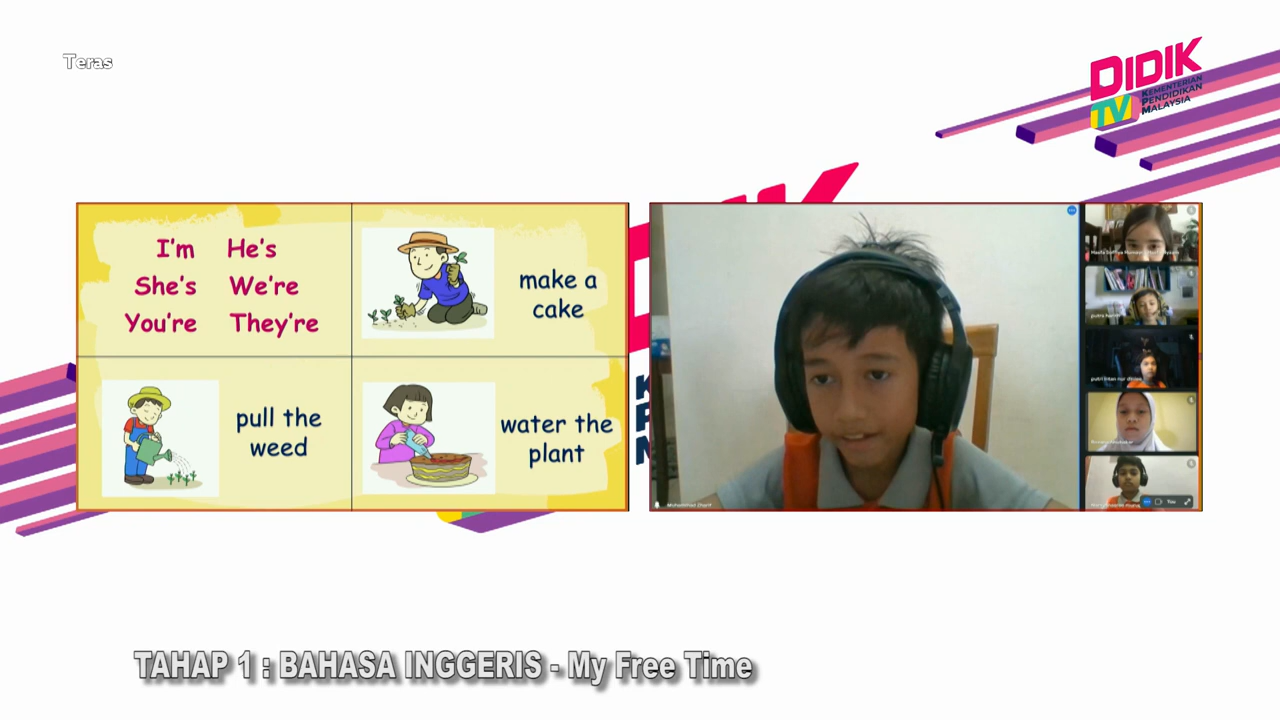 Teras
DIDIK
TV
KEMENTERIAN
PENDIDIKAN
MALAYSIA
I'm He's
She's We're
You're They're
make a
cake
pull the
weed
water the
plant
You
TAHAP 1 : BAHASA INGGERIS - My Free Time